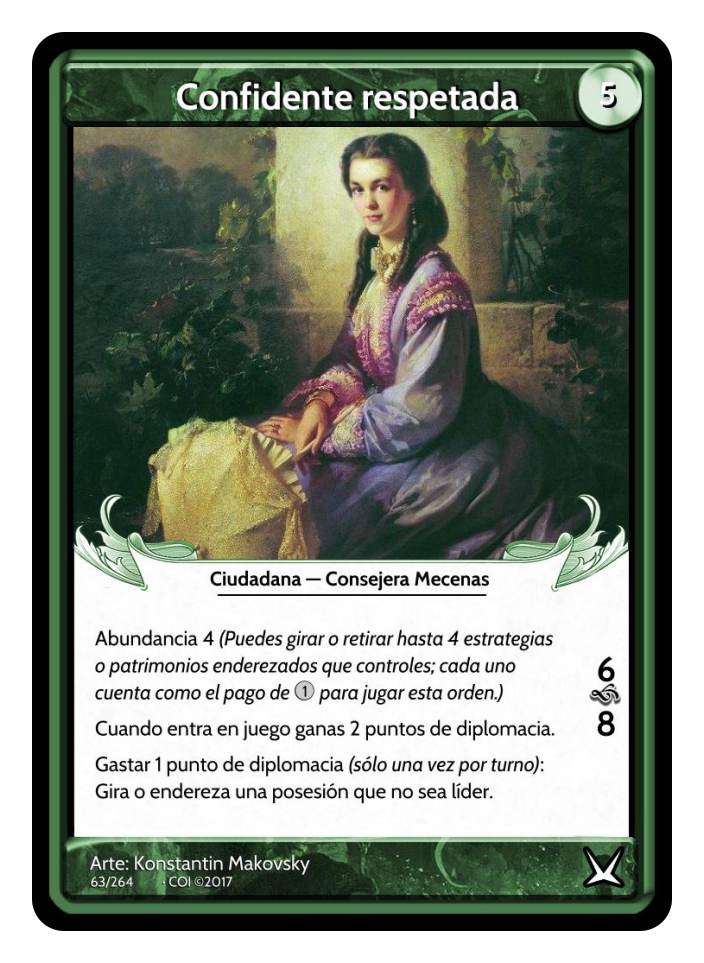 Confidente respetada
5
Ciudadana — Consejera Mecenas
Abundancia 4 (Puedes girar o retirar hasta 4 estrategias
o patrimonios enderezados que controles; cada uno
cuenta como el pago de 1 para jugar esta orden.)
6
8
Cuando entra en juego ganas 2 puntos de diplomacia.
Gastar 1 punto de diplomacia (sólo una vez por turno):
Gira o endereza una posesión que no sea líder.
Arte: Konstantin Makovsky
63/264 · COI ©2017